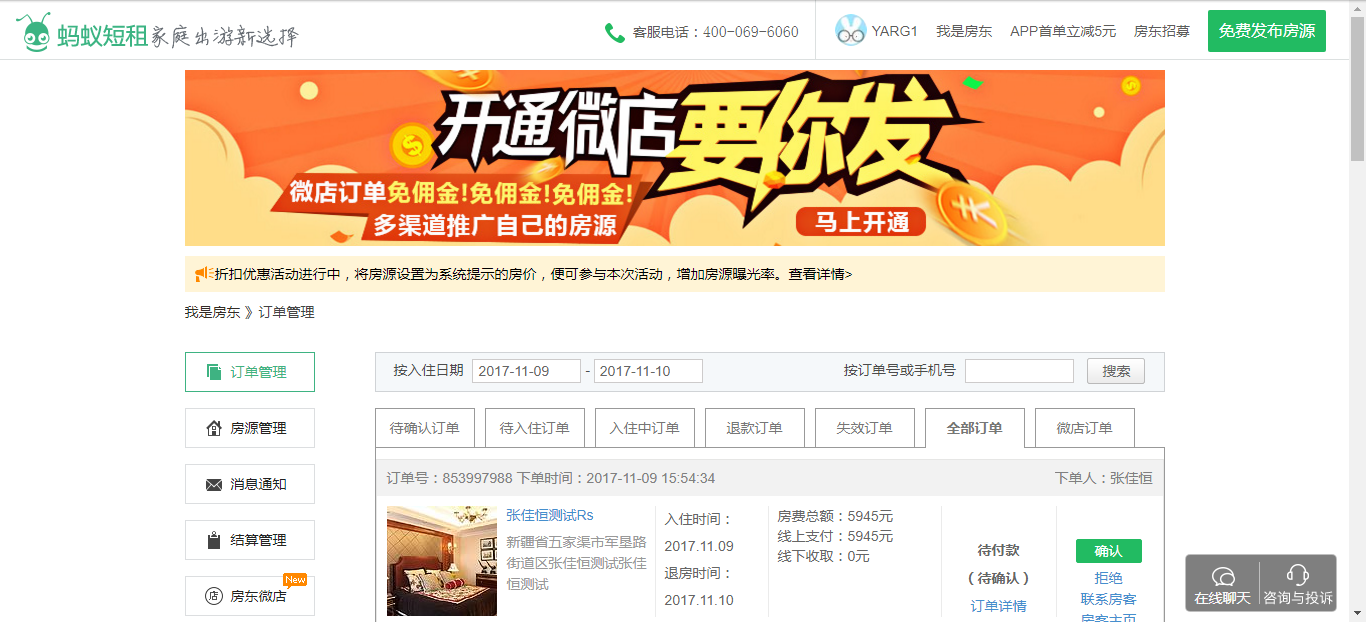 蚂蚁短租 家庭出游新选择
客服电话：400-069-6060
YARG1 我是房东 APP首单立减5元 房东招募 免费发布房源
开通微店要你发
微店订单免佣金!免佣金!免佣金!
多渠道推广自己的房源
马上开通
折扣优惠活动进行中，将房源设置为系统提示的房价，便可参与本次活动，增加房源曝光率。查看详情>
我是房东 》订单管理
订单管理
房源管理
消息通知
结算管理
房东微店
New
按入住日期 2017-11-09 - 2017-11-10 按订单号或手机号 搜索
待确认订单 待入住订单 入住中订单 退款订单 失效订单 全部订单 微店订单
订单号：853997988 下单时间：2017-11-09 15:54:34 下单人：张佳恒
张佳恒测试Rs
新疆省五家渠市军垦路
街道区张佳恒测试张佳
恒测试
入住时间：
2017.11.09
退房时间：
2017.11.10
房费总额：5945元
线上支付：5945元
线下收取：0元
待付款
（待确认）
订单详情
确认
拒绝
联系房客
房客主页
在线聊天 咨询与投诉